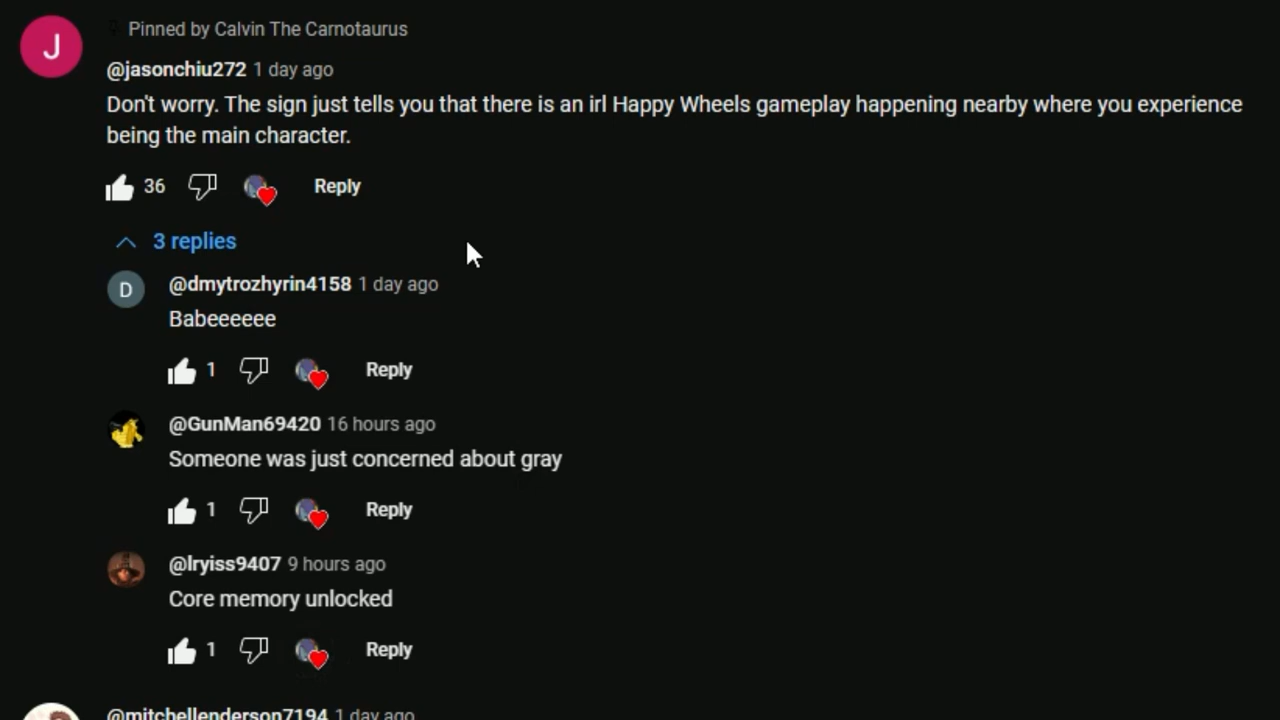 Pinned by Calvin The Carnotaurus
J
@jasonchiu272 1 day ago
Don't worry. The sign just tells you that there is an irl Happy Wheels gameplay happening nearby where you experience
being the main character.
36 Reply
3 replies
D
@dmytrozhyrin4158 1 day ago
Babeeeeee
1 Reply
@GunMan69420 16 hours ago
Someone was just concerned about gray
1 Reply
@lryiss9407 9 hours ago
Core memory unlocked
1 Reply
@mitchellenderson7194 1 day ago